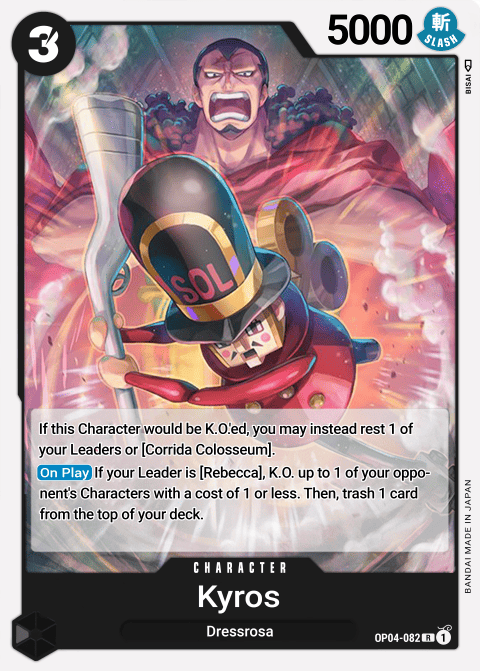 3
5000
斬
SLASH
BISAI
SOL
If this Character would be K.O.'ed, you may instead rest 1 of
your Leaders or [Corrida Colosseum].
On Play If your Leader is [Rebecca], K.O. up to 1 of your oppo-
nent's Characters with a cost of 1 or less. Then, trash 1 card
from the top of your deck.
BANDAI MADE IN JAPAN
CHARACTER
Kyros
Dressrosa
OP04-082 R 1